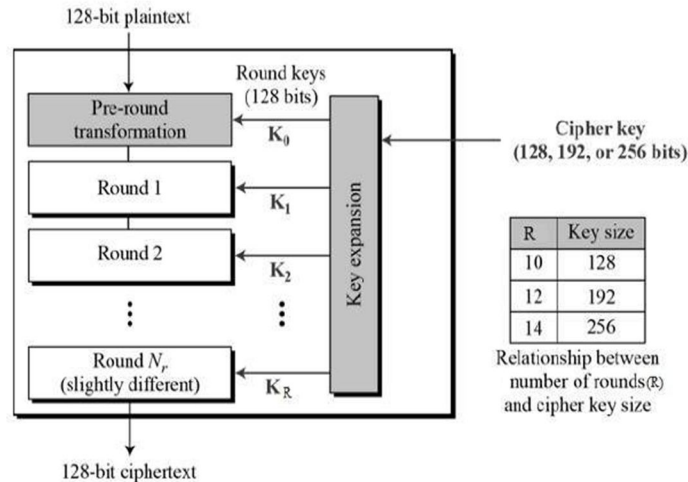 128-bit plaintext
Round keys
(128 bits)
Pre-round
transformation
K0
Cipher key
(128, 192, or 256 bits)
Round 1
K1
Round 2
K2
Key expansion
Round Nr
(slightly different)
KR
128-bit ciphertext
R Key size
10 128
12 192
14 256
Relationship between
number of rounds(R)
and cipher key size